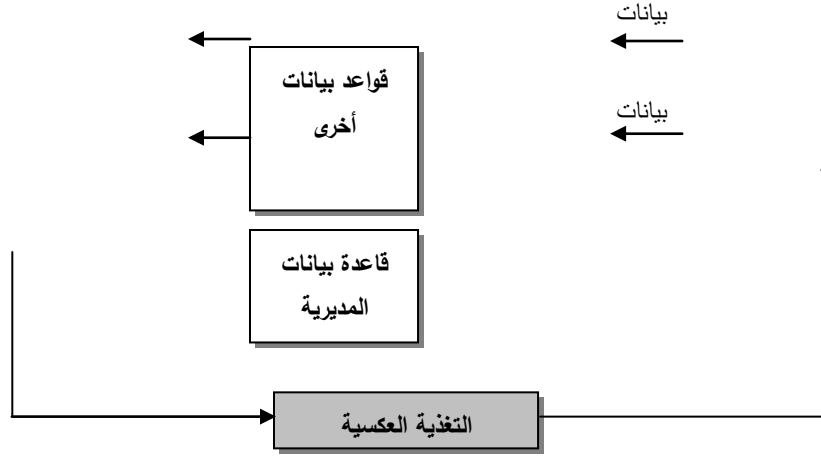 بيانات
قواعد بيانات
أخرى
بيانات
قاعدة بيانات
المديرية
التغذية العكسية